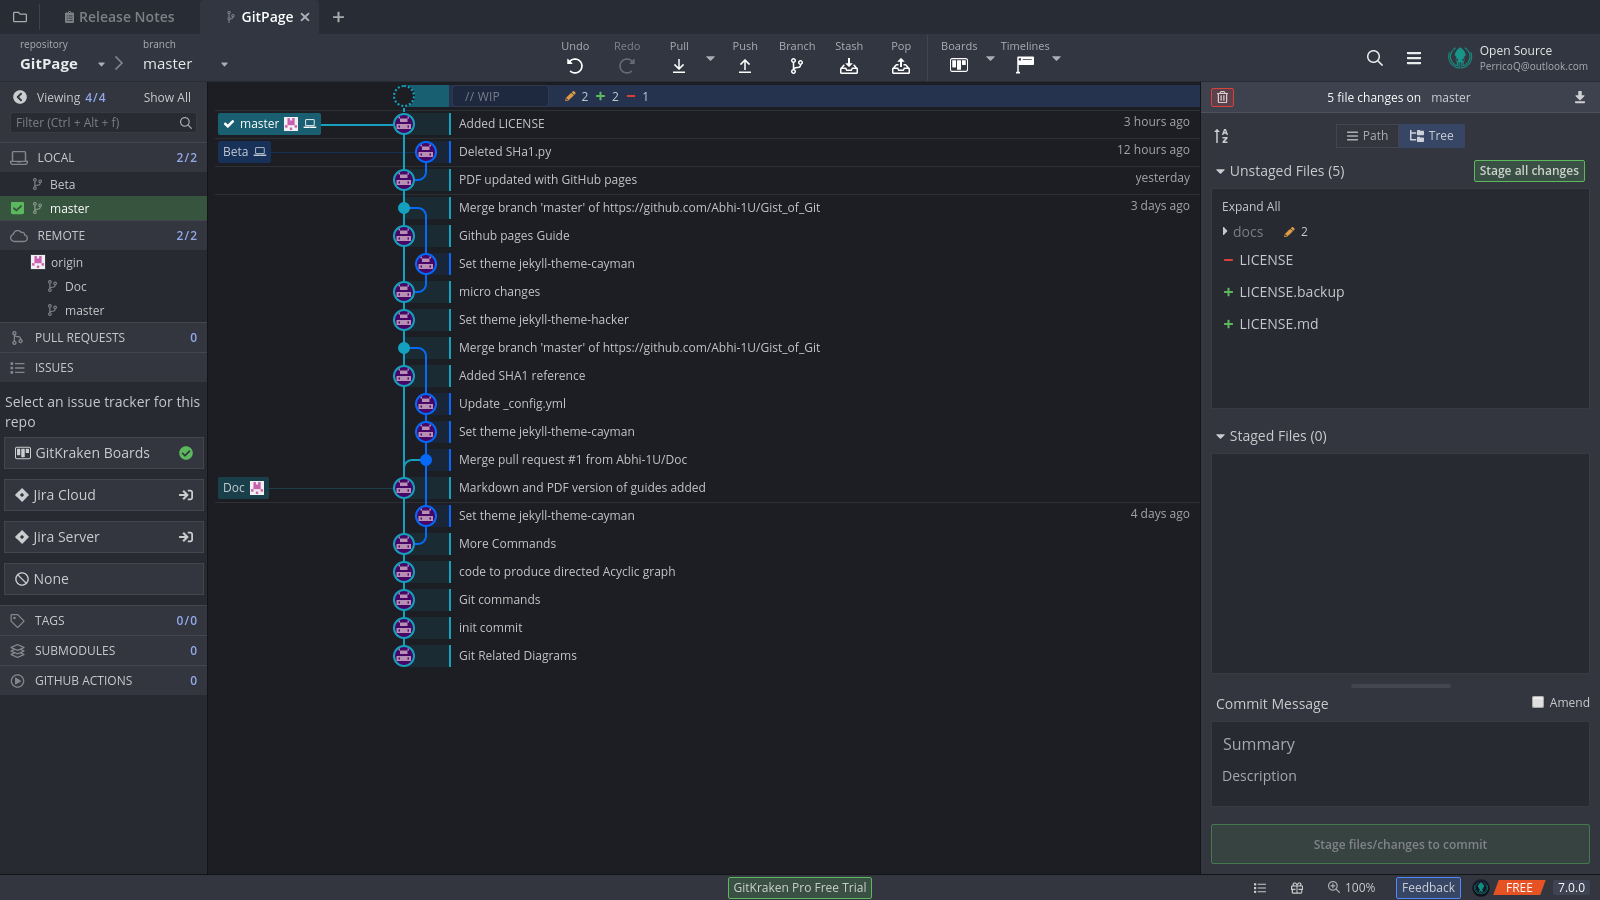 Release Notes
GitPage
repository
GitPage
branch
master
Undo
Redo
Pull
Push
Branch
Stash
Pop
Boards
Timelines
Open Source
PerricoQ@outlook.com
Viewing 4/4
Show All
Filter (Ctrl + Alt + f)
LOCAL 2/2
Beta
master
REMOTE 2/2
origin
Doc
master
PULL REQUESTS 0
ISSUES
Select an issue tracker for this
repo
GitKraken Boards
Jira Cloud
Jira Server
None
TAGS 0/0
SUBMODULES 0
GITHUB ACTIONS 0
// WIP 2 + 2 − 1
master Added LICENSE 3 hours ago
Beta Deleted SHa1.py 12 hours ago
PDF updated with GitHub pages yesterday
Merge branch 'master' of https://github.com/Abhi-1U/Gist_of_Git 3 days ago
Github pages Guide
Set theme jekyll-theme-cayman
micro changes
Set theme jekyll-theme-hacker
Merge branch 'master' of https://github.com/Abhi-1U/Gist_of_Git
Added SHA1 reference
Update _config.yml
Set theme jekyll-theme-cayman
Merge pull request #1 from Abhi-1U/Doc
Doc Markdown and PDF version of guides added
Set theme jekyll-theme-cayman 4 days ago
More Commands
code to produce directed Acyclic graph
Git commands
init commit
Git Related Diagrams
5 file changes on master
Path
Tree
Unstaged Files (5)
Stage all changes
Expand All
docs 2
− LICENSE
+ LICENSE.backup
+ LICENSE.md
Staged Files (0)
Commit Message
Amend
Summary
Description
Stage files/changes to commit
GitKraken Pro Free Trial
100%
Feedback
FREE
7.0.0